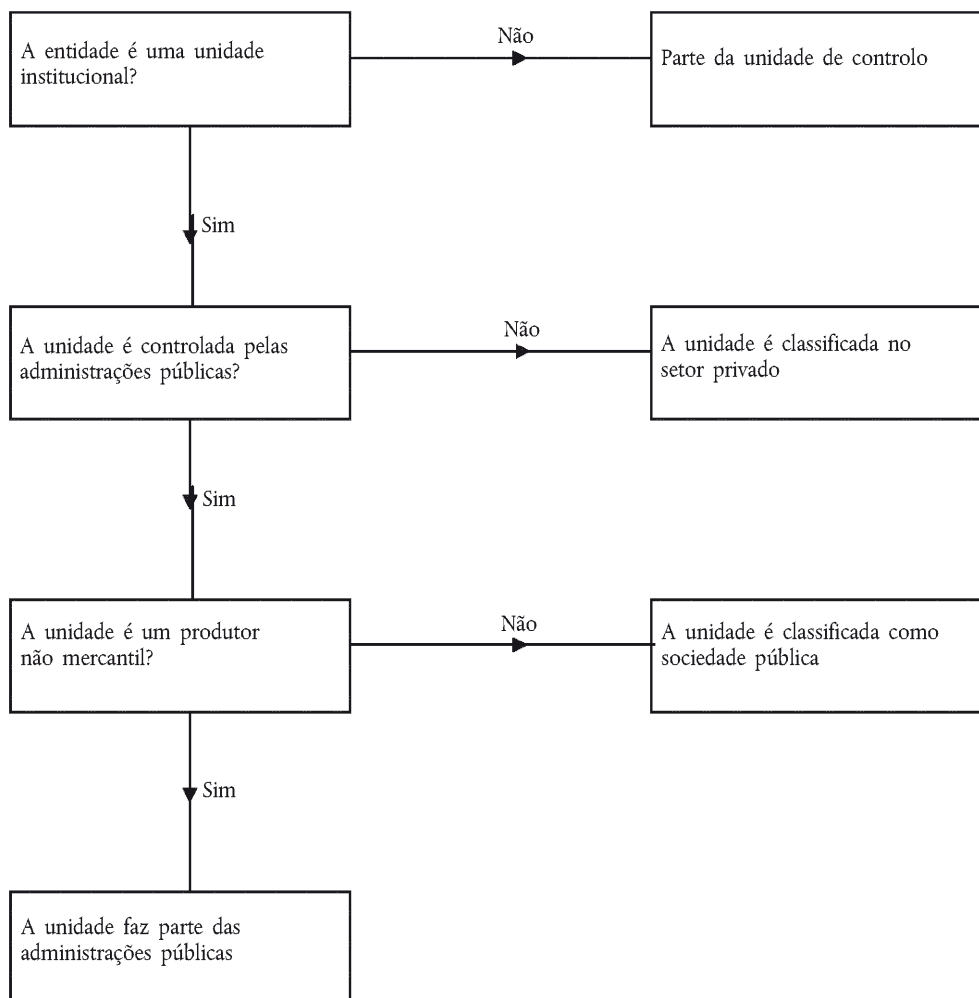 A entidade é uma unidade
institucional?
Não
Parte da unidade de controlo
Sim
A unidade é controlada pelas
administrações públicas?
Não
A unidade é classificada no
setor privado
Sim
A unidade é um produtor
não mercantil?
Não
A unidade é classificada como
sociedade pública
Sim
A unidade faz parte das
administrações públicas